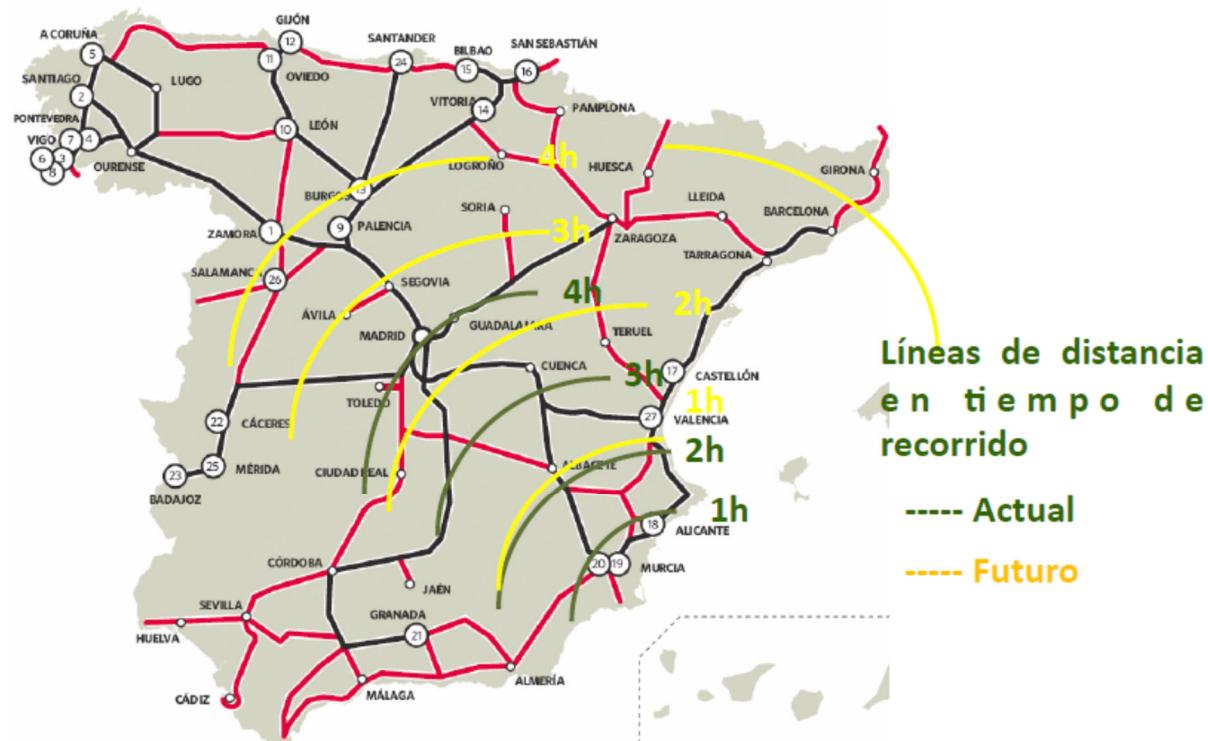 GIJÓN
12
A CORUÑA
5
11
OVIEDO
SANTANDER
24
BILBAO
15
SAN SEBASTIÁN
16
SANTIAGO
2
LUGO
VITORIA
14
PAMPLONA
PONTEVEDRA
7
4
10
LEÓN
VIGO
6
3
8
OURENSE
LOGROÑO
4h
HUESCA
GIRONA
BURGOS
13
LLEIDA
ZAMORA
1
9
PALENCIA
SORIA
3h
ZARAGOZA
BARCELONA
TARRAGONA
SALAMANCA
26
SEGOVIA
4h
ÁVILA
MADRID
GUADALAJARA
2h
TERUEL
Líneas de distancia
en tiempo de
recorrido
CUENCA
3h
17
CASTELLÓN
TOLEDO
1h
22
CÁCERES
27
VALENCIA
25
MÉRIDA
23
BADAJOZ
CIUDAD REAL
ALBACETE
2h
1h
18
ALICANTE
----- Actual
20
19
MURCIA
----- Futuro
CÓRDOBA
JAÉN
SEVILLA
HUELVA
GRANADA
21
CÁDIZ
MÁLAGA
ALMERÍA